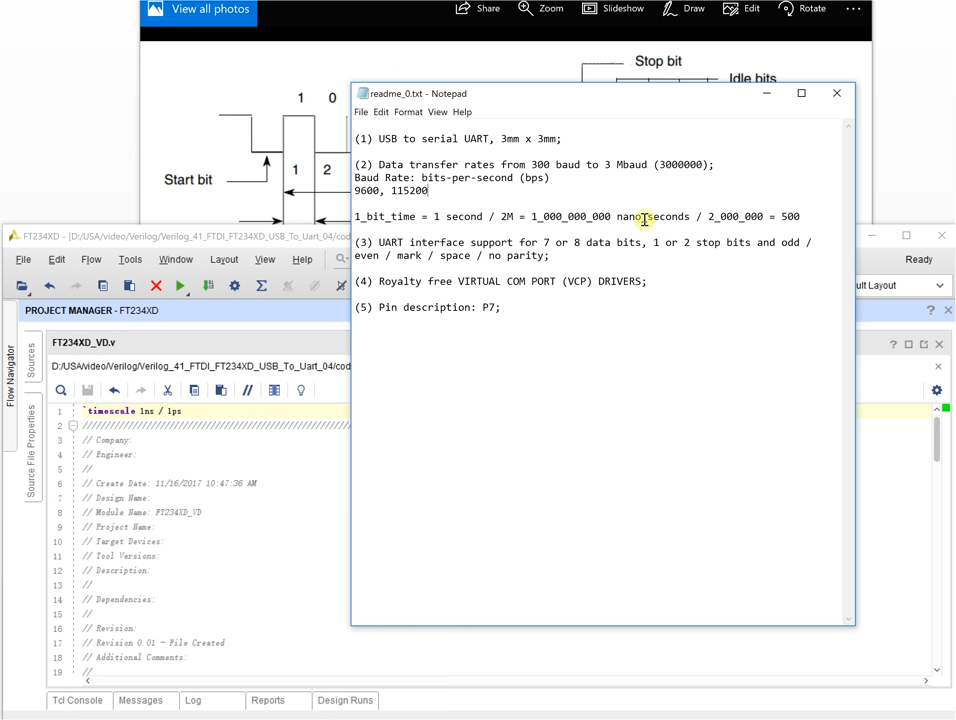 View all photos
Share
Zoom
Slideshow
Draw
Edit
Rotate
Stop bit
Idle bits
1 0
Start bit
1 2
readme_0.txt - Notepad
File Edit Format View Help
(1) USB to serial UART, 3mm x 3mm;
(2) Data transfer rates from 300 baud to 3 Mbaud (3000000);
Baud Rate: bits-per-second (bps)
9600, 115200
1_bit_time = 1 second / 2M = 1_000_000_000 nano seconds / 2_000_000 = 500
(3) UART interface support for 7 or 8 data bits, 1 or 2 stop bits and odd /
even / mark / space / no parity;
(4) Royalty free VIRTUAL COM PORT (VCP) DRIVERS;
(5) Pin description: P7;
FT234XD - [D:/USA/video/Verilog/Verilog_41_FTDI_FT234XD_USB_To_Uart_04/cod
File Edit Flow Tools Window Layout View Help
Ready
ult Layout
PROJECT MANAGER - FT234XD
Flow Navigator
Sources
Source File Properties
FT234XD_VD.v
D:/USA/video/Verilog/Verilog_41_FTDI_FT234XD_USB_To_Uart_04/cod
1 `timescale 1ns / 1ps
2 //////////////////////////////////////////////////////
3 // Company:
4 // Engineer:
5 //
6 // Create Date: 11/16/2017 10:47:36 AM
7 // Design Name:
8 // Module Name: FT234XD_VD
9 // Project Name:
10 // Target Devices:
11 // Tool Versions:
12 // Description:
13 //
14 // Dependencies:
15 //
16 // Revision:
17 // Revision 0.01 - File Created
18 // Additional Comments:
19 //
Tcl Console
Messages
Log
Reports
Design Runs